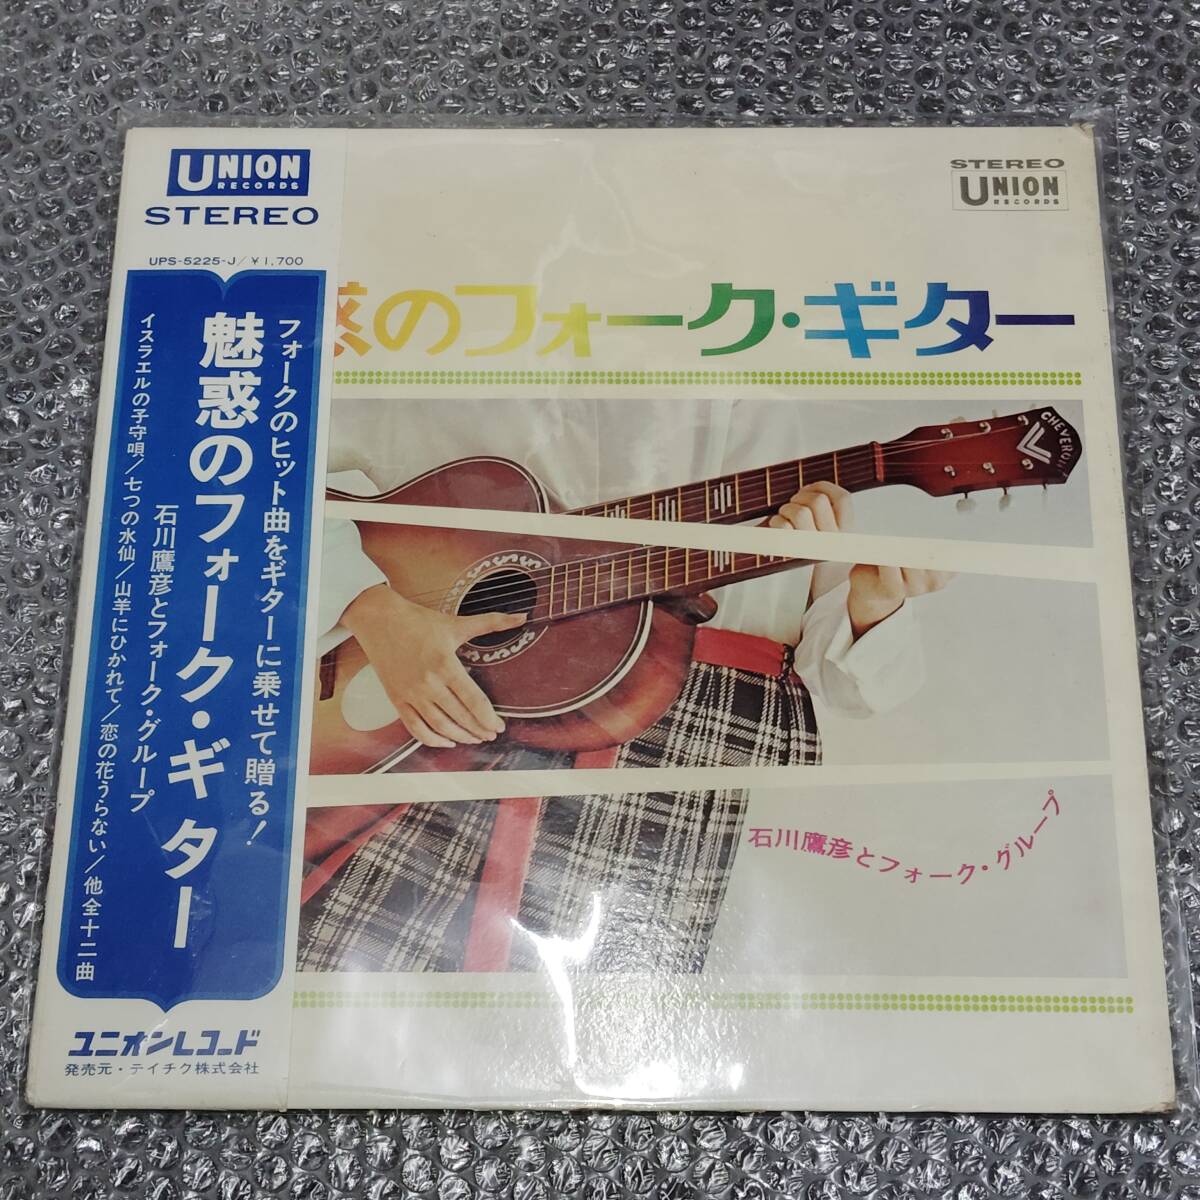 UNION
RECORDS
STEREO
UPS-5225-J/¥1,700
フォークのヒット曲をギターに乗せて贈る!
魅惑のフォーク・ギター
石川鷹彦とフォーク・グループ
イスラエルの子守唄/七つの水仙/山羊にひかれて/恋の花うらない/他全十二曲
ユニオンレコード
発売元・テイチク株式会社
STEREO
UNION
RECORDS
惑のフォーク・ギター
石川鷹彦とフォーク・グループ